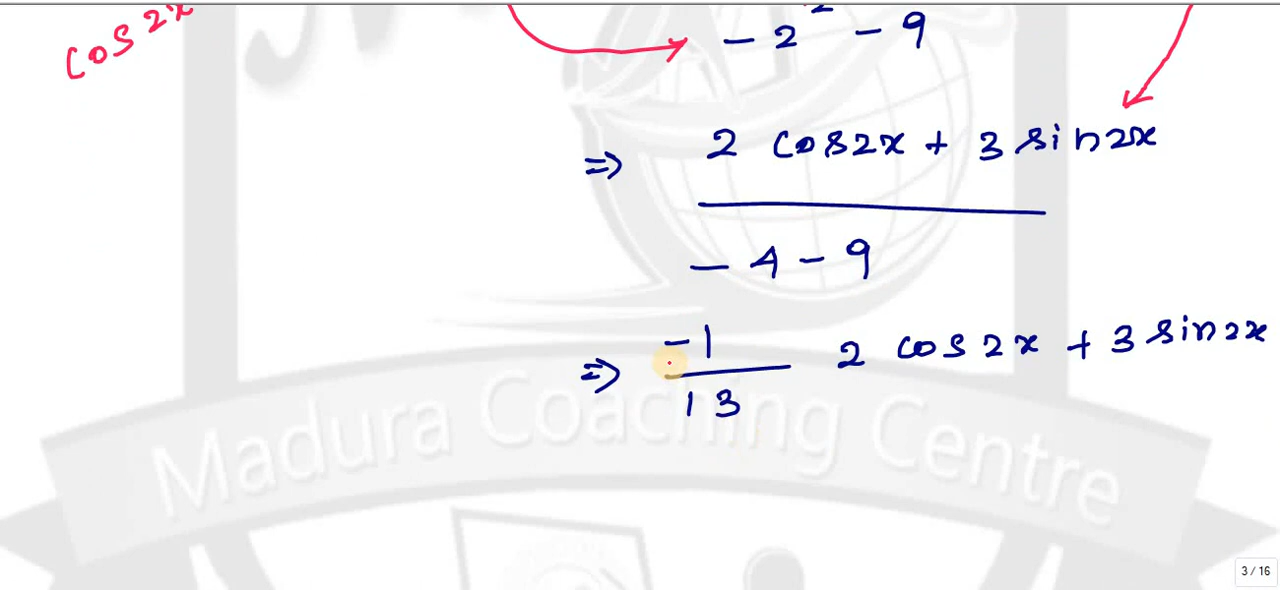 cos 2x
- 2² - 9
⇒ 2 cos2x + 3 sin2x
- 4 - 9
⇒ -1 2 cos 2x + 3 sin2x
13
Madura Coaching Centre
3 / 16